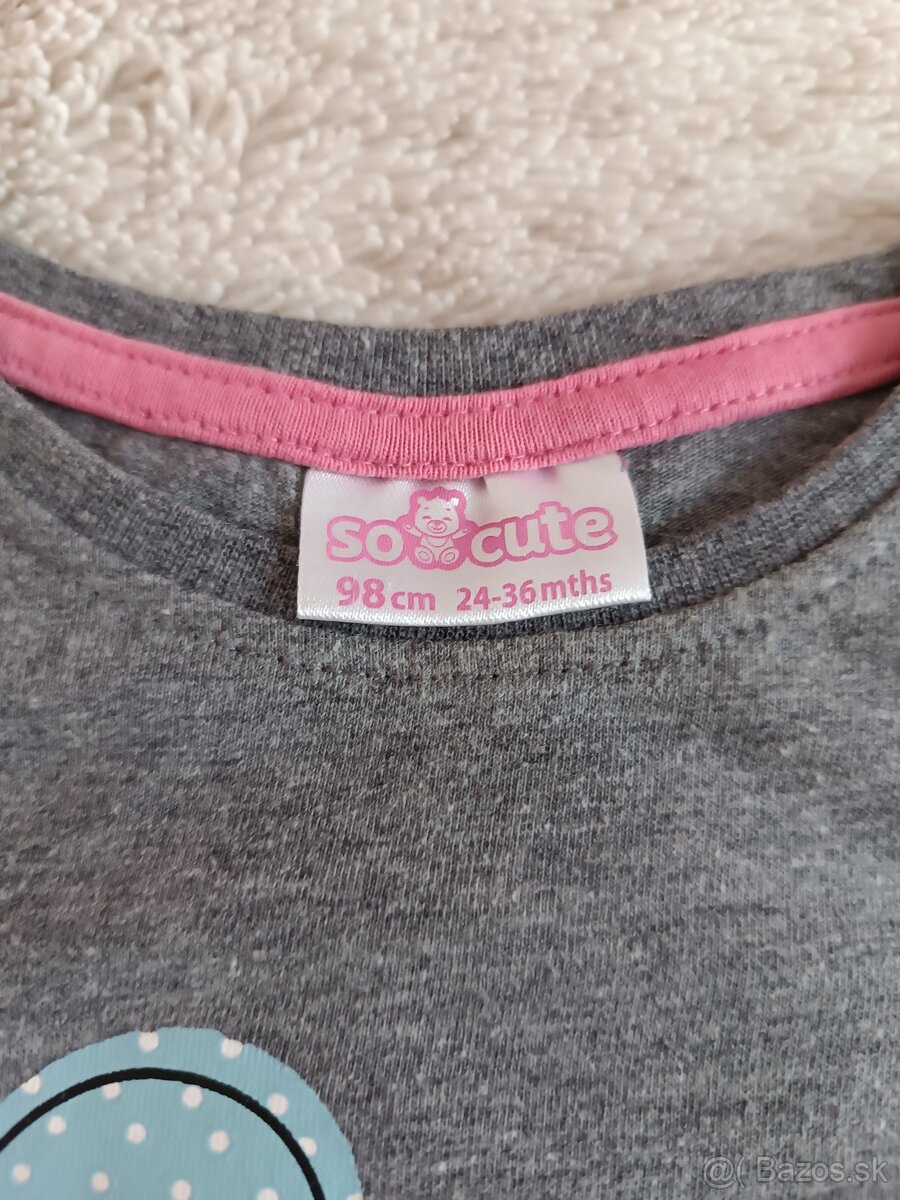 so cute
98 cm 24-36 mths
@( Bazos.sk